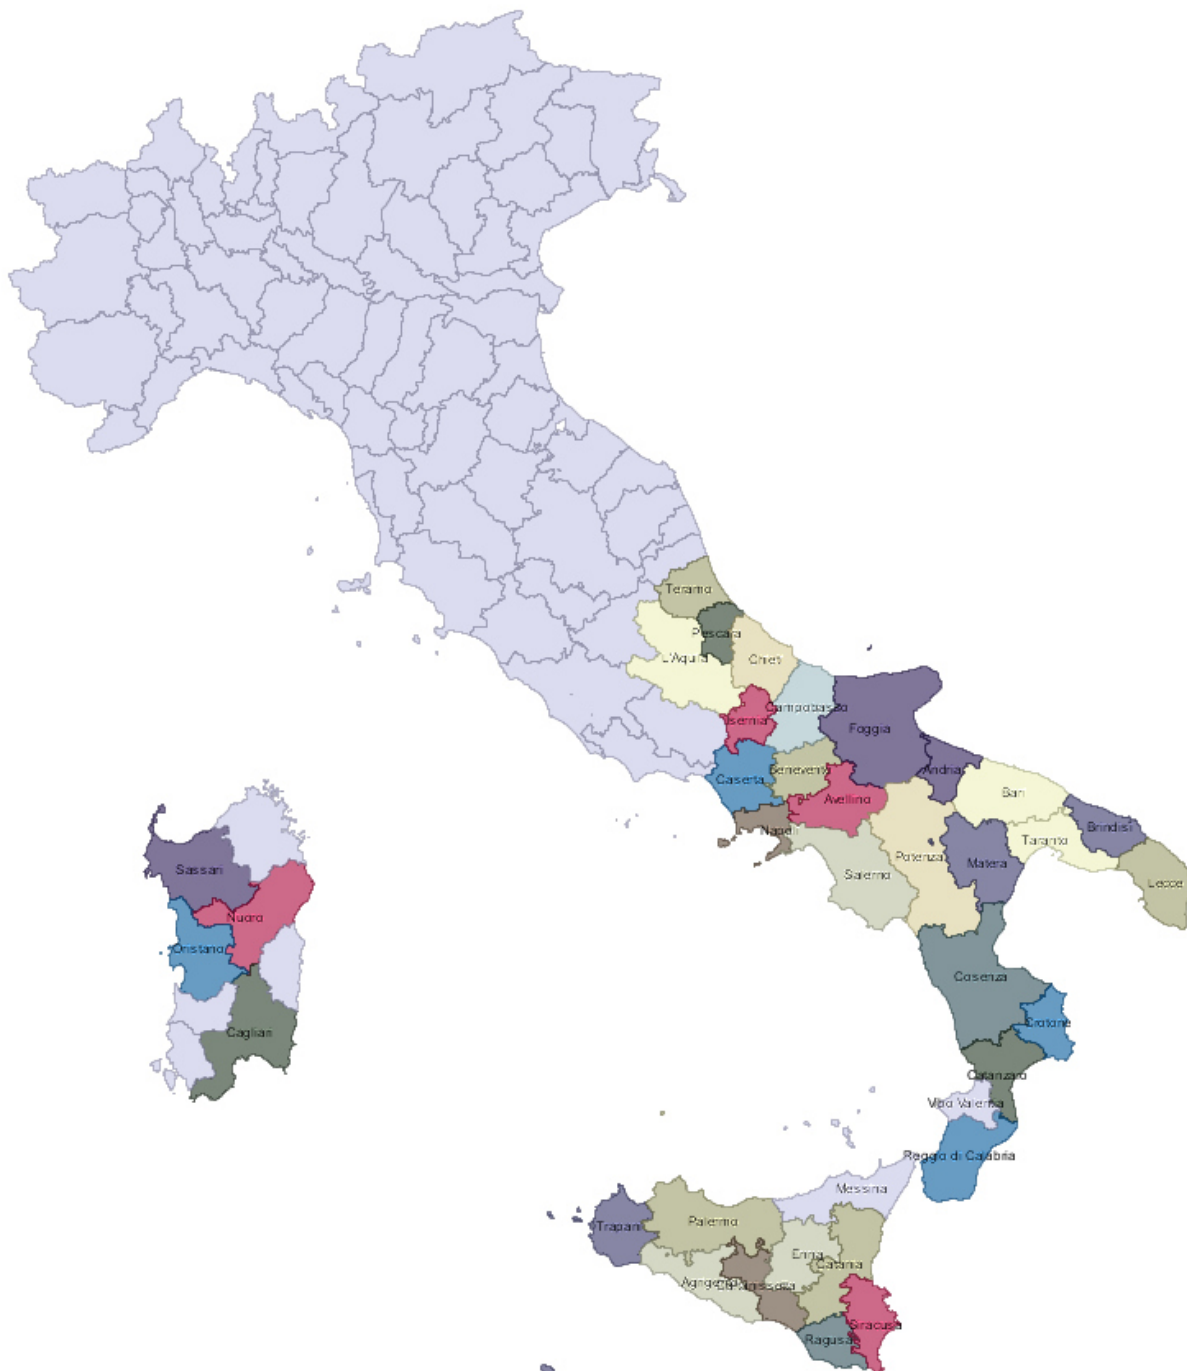 Teramo
Pescara
L'Aquila
Chieti
Isernia
Campobasso
Foggia
Caserta
Benevento
Andria
Avellino
Bari
Napoli
Brindisi
Taranto
Potenza
Matera
Salerno
Lecce
Sassari
Nuoro
Oristano
Cagliari
Cosenza
Crotone
Catanzaro
Vibo Valentia
Reggio di Calabria
Messina
Trapani
Palermo
Enna
Catania
Agrigento
Caltanissetta
Siracusa
Ragusa